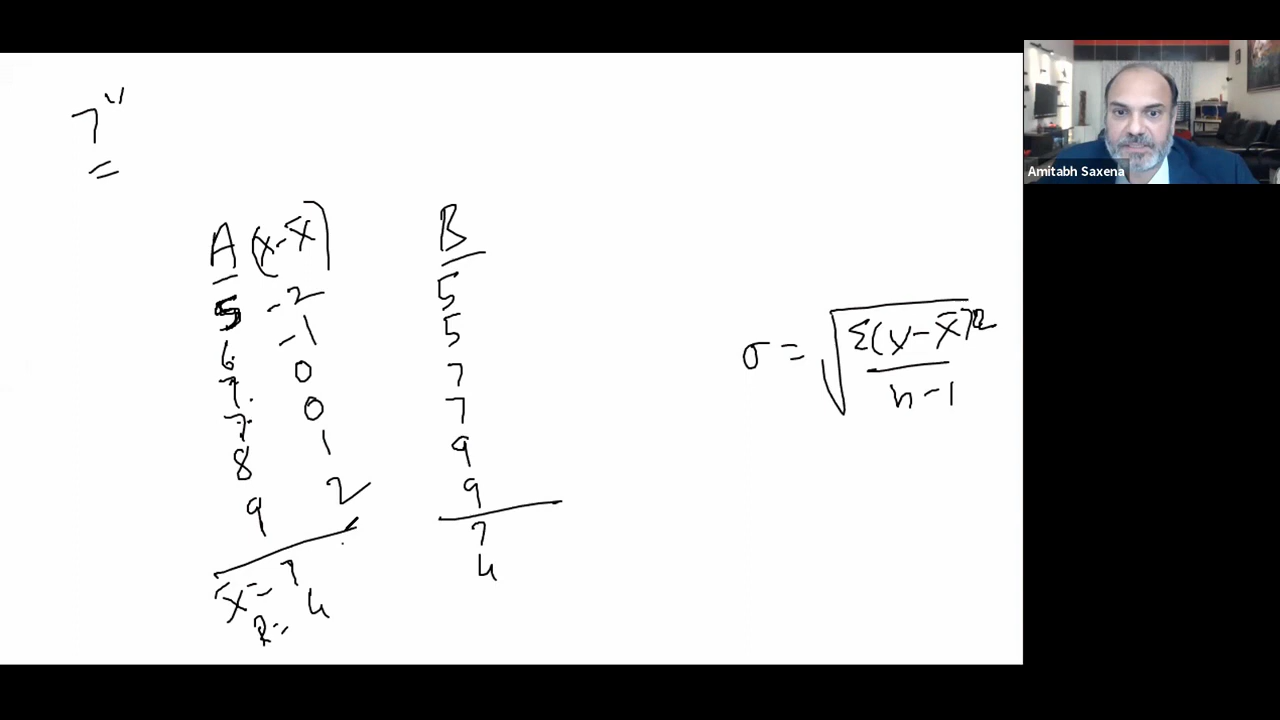 7"
=
A (x-x̄) B
5 -2 5
6 -1 5
7 0 7
7 0 7
8 1 9
9 2 9
x̄ = 7 7
R = 4 4
σ = √(Σ(x-x̄)²/(n-1))
Amitabh Saxena